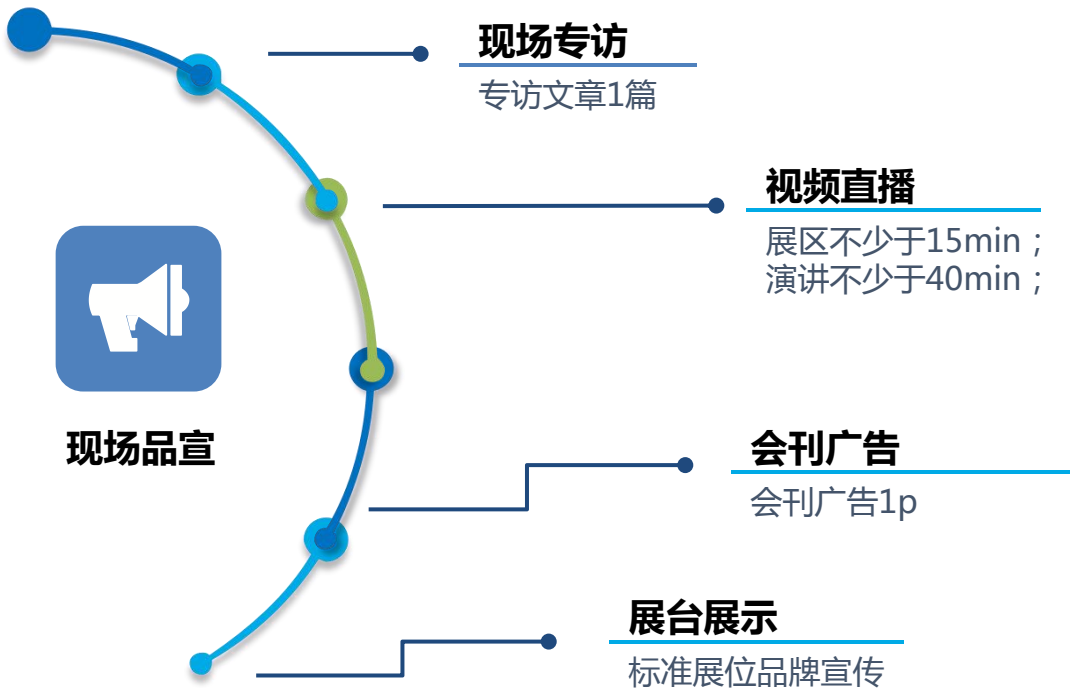 现场专访
专访文章1篇
视频直播
展区不少于15min；
演讲不少于40min；
现场品宣
会刊广告
会刊广告1p
展台展示
标准展位品牌宣传